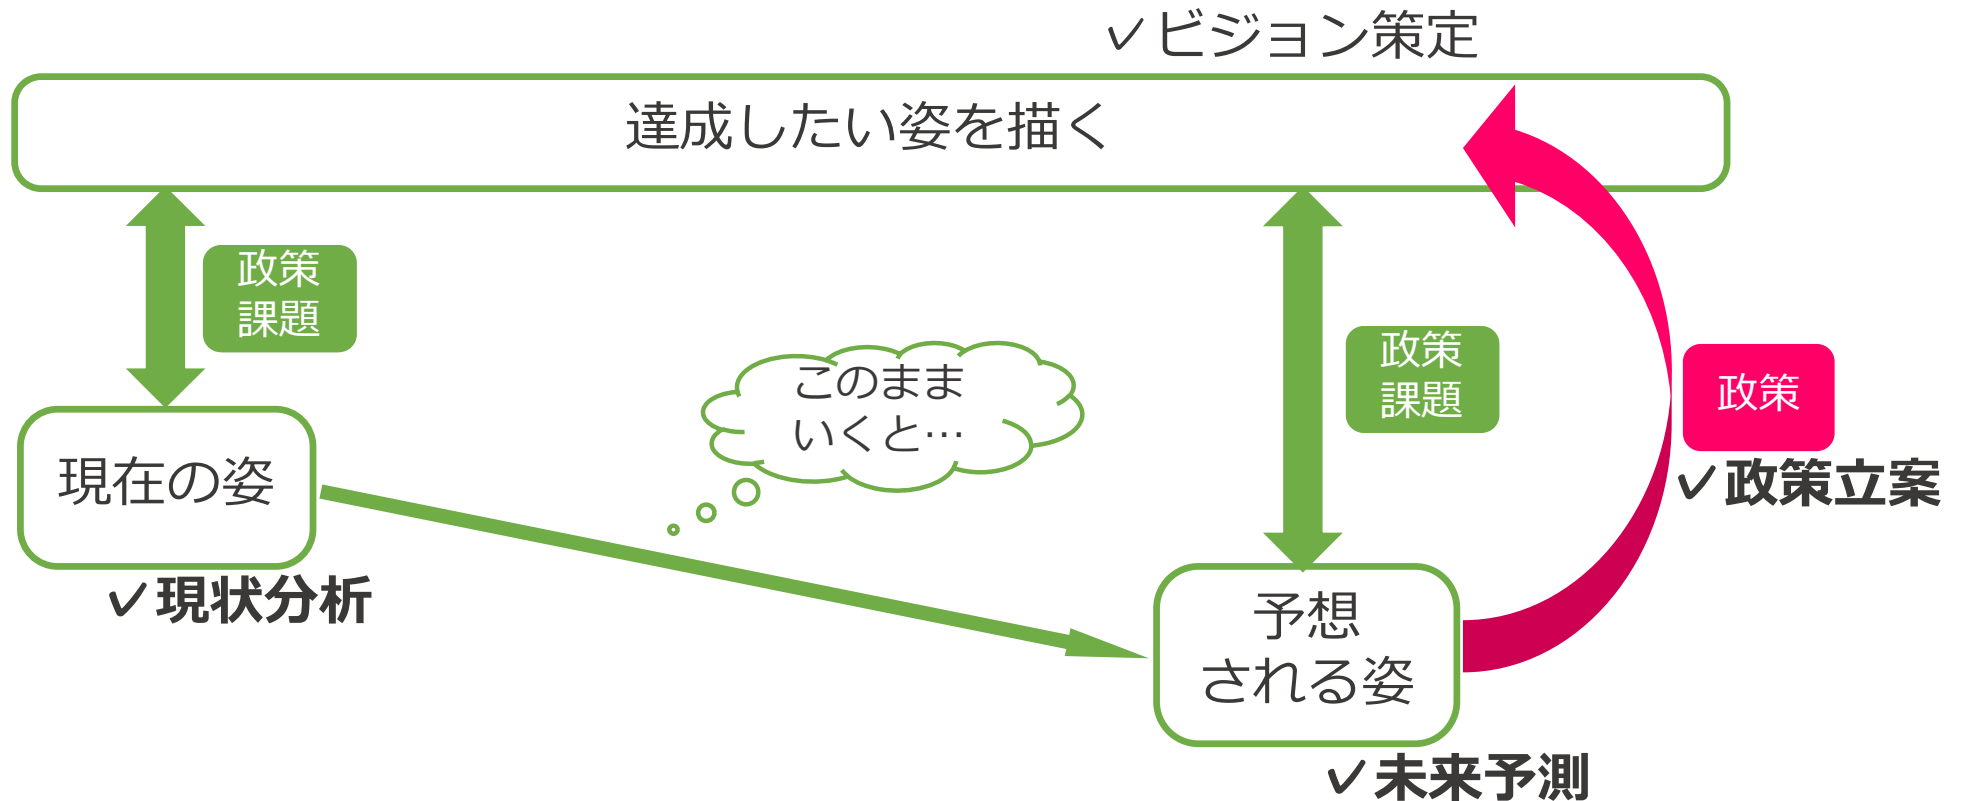 ✓ビジョン策定
達成したい姿を描く
政策
課題
現在の姿
✓現状分析
このまま
いくと…
政策
課題
政策
✓政策立案
予想
される姿
✓未来予測